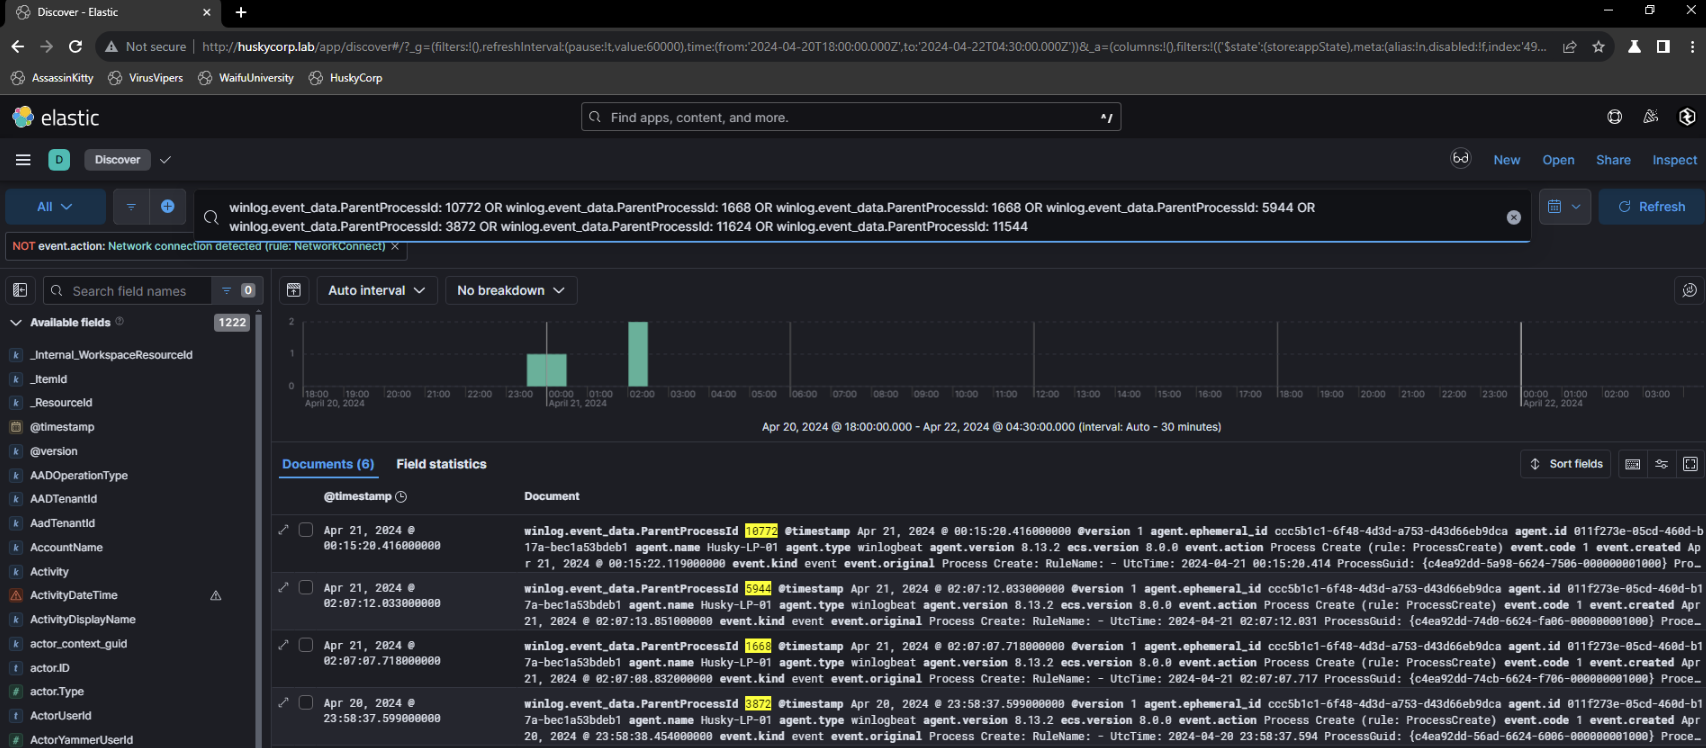 Discover - Elastic
Not secure
http://huskycorp.lab/app/discover#/?_g=(filters:!(),refreshInterval:(pause:!t,value:60000),time:(from:'2024-04-20T18:00:00.000Z',to:'2024-04-22T04:30:00.000Z'))&_a=(columns:!(),filters:!(('$state':(store:appState),meta:(alias:!n,disabled:!f,index:'49...
AssassinKitty VirusVipers WaifuUniversity HuskyCorp
elastic
Find apps, content, and more. ^/
D Discover New Open Share Inspect
All
winlog.event_data.ParentProcessId: 10772 OR winlog.event_data.ParentProcessId: 1668 OR winlog.event_data.ParentProcessId: 1668 OR winlog.event_data.ParentProcessId: 5944 OR
winlog.event_data.ParentProcessId: 3872 OR winlog.event_data.ParentProcessId: 11624 OR winlog.event_data.ParentProcessId: 11544
Refresh
NOT event.action: Network connection detected (rule: NetworkConnect)
Search field names 0
Auto interval No breakdown
Available fields 1222
_Internal_WorkspaceResourceId
_ItemId
_ResourceId
@timestamp
@version
AADOperationType
AADTenantId
AadTenantId
AccountName
Activity
ActivityDateTime
ActivityDisplayName
actor_context_guid
actor.ID
actor.Type
ActorUserId
ActorYammerUserId
2
1
0
18:00 19:00 20:00 21:00 22:00 23:00 00:00 01:00 02:00 03:00 04:00 05:00 06:00 07:00 08:00 09:00 10:00 11:00 12:00 13:00 14:00 15:00 16:00 17:00 18:00 19:00 20:00 21:00 22:00 23:00 00:00 01:00 02:00 03:00
April 20, 2024 April 21, 2024 April 22, 2024
Apr 20, 2024 @ 18:00:00.000 - Apr 22, 2024 @ 04:30:00.000 (interval: Auto - 30 minutes)
Documents (6) Field statistics
Sort fields
@timestamp Document
Apr 21, 2024 @
00:15:20.416000000
winlog.event_data.ParentProcessId 10772 @timestamp Apr 21, 2024 @ 00:15:20.416000000 @version 1 agent.ephemeral_id ccc5b1c1-6f48-4d3d-a753-d43d66eb9dca agent.id 011f273e-05cd-460d-b
17a-bec1a53bdeb1 agent.name Husky-LP-01 agent.type winlogbeat agent.version 8.13.2 ecs.version 8.0.0 event.action Process Create (rule: ProcessCreate) event.code 1 event.created Ap
r 21, 2024 @ 00:15:22.119000000 event.kind event event.original Process Create: RuleName: - UtcTime: 2024-04-21 00:15:20.414 ProcessGuid: {c4ea92dd-5a98-6624-7506-000000001000} Pro…
Apr 21, 2024 @
02:07:12.033000000
winlog.event_data.ParentProcessId 5944 @timestamp Apr 21, 2024 @ 02:07:12.033000000 @version 1 agent.ephemeral_id ccc5b1c1-6f48-4d3d-a753-d43d66eb9dca agent.id 011f273e-05cd-460d-b1
7a-bec1a53bdeb1 agent.name Husky-LP-01 agent.type winlogbeat agent.version 8.13.2 ecs.version 8.0.0 event.action Process Create (rule: ProcessCreate) event.code 1 event.created Apr
21, 2024 @ 02:07:13.851000000 event.kind event event.original Process Create: RuleName: - UtcTime: 2024-04-21 02:07:12.031 ProcessGuid: {c4ea92dd-74d0-6624-fa06-000000001000} Proce…
Apr 21, 2024 @
02:07:07.718000000
winlog.event_data.ParentProcessId 1668 @timestamp Apr 21, 2024 @ 02:07:07.718000000 @version 1 agent.ephemeral_id ccc5b1c1-6f48-4d3d-a753-d43d66eb9dca agent.id 011f273e-05cd-460d-b1
7a-bec1a53bdeb1 agent.name Husky-LP-01 agent.type winlogbeat agent.version 8.13.2 ecs.version 8.0.0 event.action Process Create (rule: ProcessCreate) event.code 1 event.created Apr
21, 2024 @ 02:07:08.832000000 event.kind event event.original Process Create: RuleName: - UtcTime: 2024-04-21 02:07:07.717 ProcessGuid: {c4ea92dd-74cb-6624-f706-000000001000} Proce…
Apr 20, 2024 @
23:58:37.599000000
winlog.event_data.ParentProcessId 3872 @timestamp Apr 20, 2024 @ 23:58:37.599000000 @version 1 agent.ephemeral_id ccc5b1c1-6f48-4d3d-a753-d43d66eb9dca agent.id 011f273e-05cd-460d-b1
7a-bec1a53bdeb1 agent.name Husky-LP-01 agent.type winlogbeat agent.version 8.13.2 ecs.version 8.0.0 event.action Process Create (rule: ProcessCreate) event.code 1 event.created Apr
20, 2024 @ 23:58:38.454000000 event.kind event event.original Process Create: RuleName: - UtcTime: 2024-04-20 23:58:37.594 ProcessGuid: {c4ea92dd-56ad-6624-6006-000000001000} Proce…